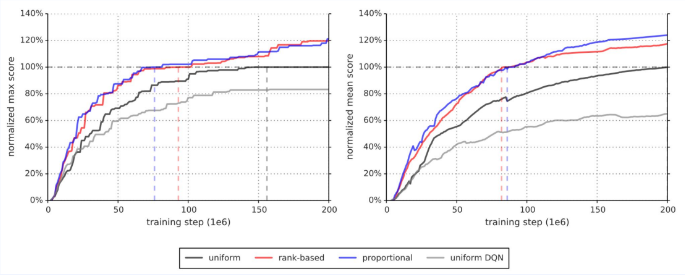 140%
120%
100%
80%
60%
40%
20%
0%
normalized max score
0 50 100 150 200
training step (1e6)
140%
120%
100%
80%
60%
40%
20%
0%
normalized mean score
0 50 100 150 200
training step (1e6)
uniform rank-based proportional uniform DQN